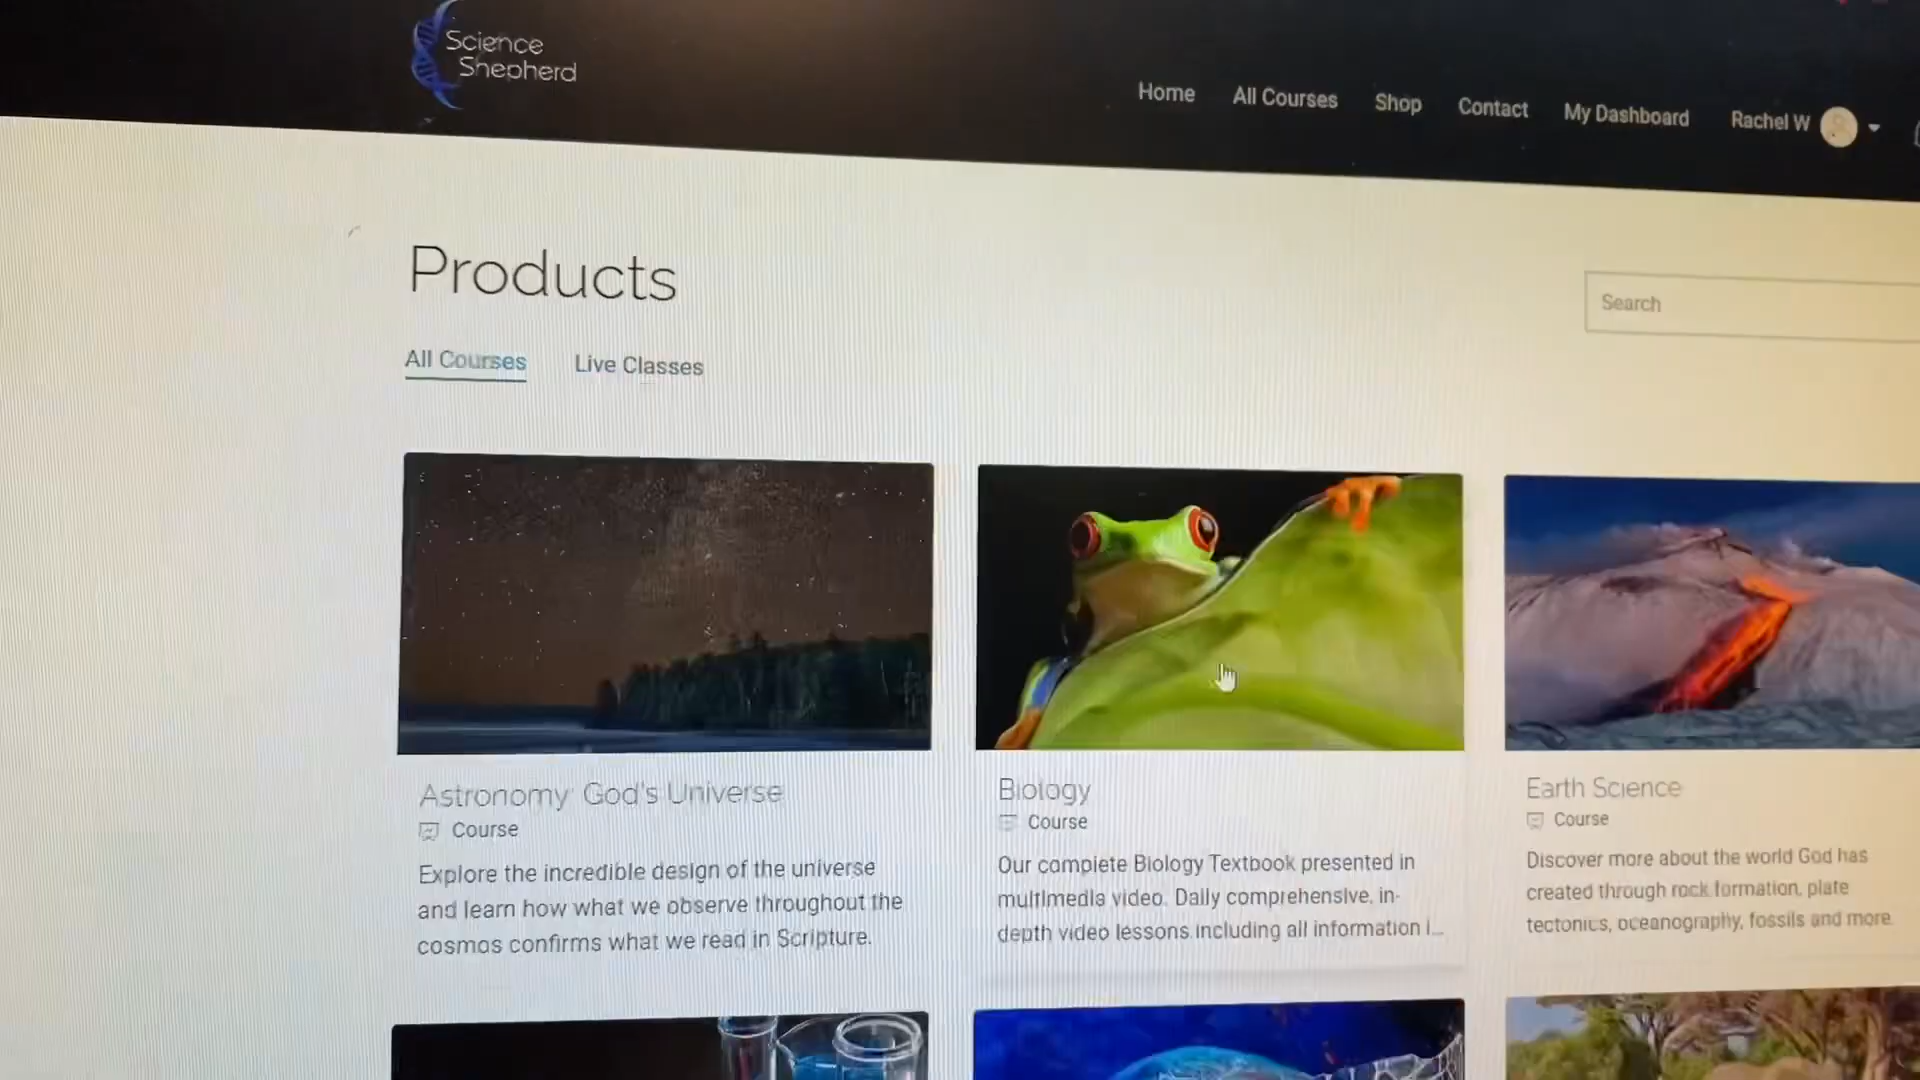 Science
Shepherd
Home
All Courses
Shop
Contact
My Dashboard
Rachel W
Products
Search
All Courses
Live Classes
Astronomy: God's Universe
Course
Explore the incredible design of the universe
and learn how what we observe throughout the
cosmos confirms what we read in Scripture.
Biology
Course
Our complete Biology Textbook presented in
multimedia video. Daily comprehensive, in-
depth video lessons including all information i...
Earth Science
Course
Discover more about the world God has
created through rock formation, plate
tectonics, oceanography, fossils and more.